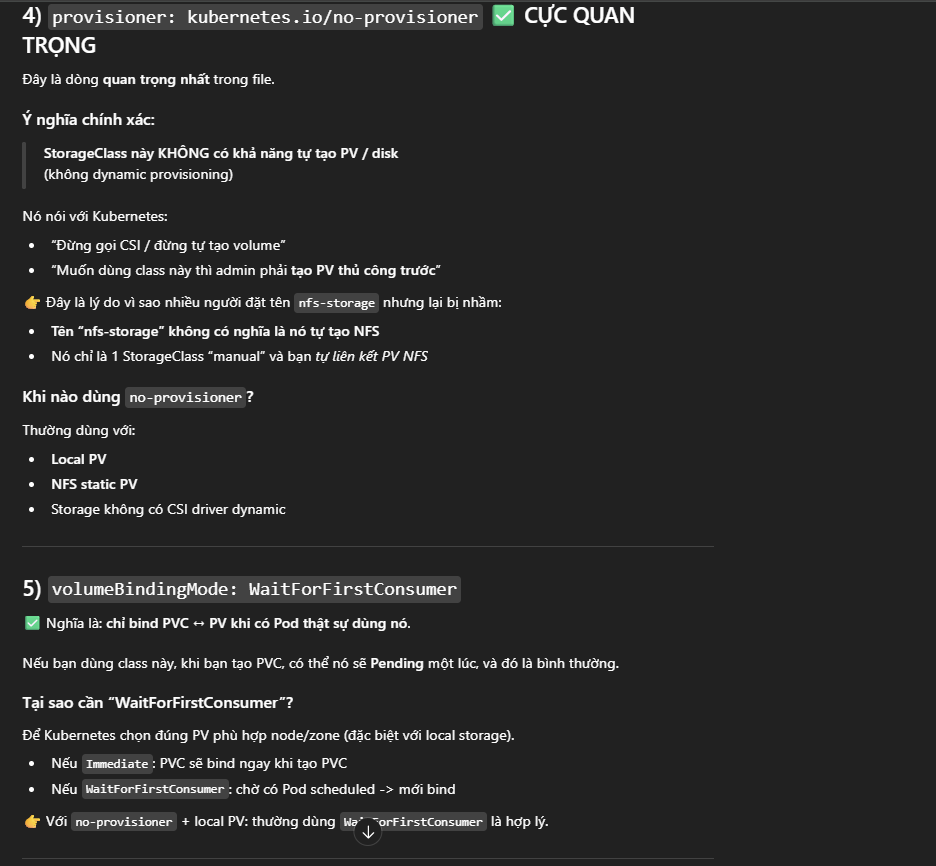 4) provisioner: kubernetes.io/no-provisioner ✅ CỰC QUAN
TRỌNG
Đây là dòng quan trọng nhất trong file.
Ý nghĩa chính xác:
StorageClass này KHÔNG có khả năng tự tạo PV / disk
(không dynamic provisioning)
Nó nói với Kubernetes:
• “Đừng gọi CSI / đừng tự tạo volume”
• “Muốn dùng class này thì admin phải tạo PV thủ công trước”
👉 Đây là lý do vì sao nhiều người đặt tên nfs-storage nhưng lại bị nhầm:
• Tên “nfs-storage” không có nghĩa là nó tự tạo NFS
• Nó chỉ là 1 StorageClass “manual” và bạn tự liên kết PV NFS
Khi nào dùng no-provisioner?
Thường dùng với:
• Local PV
• NFS static PV
• Storage không có CSI driver dynamic
5) volumeBindingMode: WaitForFirstConsumer
✅ Nghĩa là: chỉ bind PVC ↔ PV khi có Pod thật sự dùng nó.
Nếu bạn dùng class này, khi bạn tạo PVC, có thể nó sẽ Pending một lúc, và đó là bình thường.
Tại sao cần “WaitForFirstConsumer”?
Để Kubernetes chọn đúng PV phù hợp node/zone (đặc biệt với local storage).
• Nếu Immediate: PVC sẽ bind ngay khi tạo PVC
• Nếu WaitForFirstConsumer: chờ có Pod scheduled -> mới bind
👉 Với no-provisioner + local PV: thường dùng WaitForFirstConsumer là hợp lý.